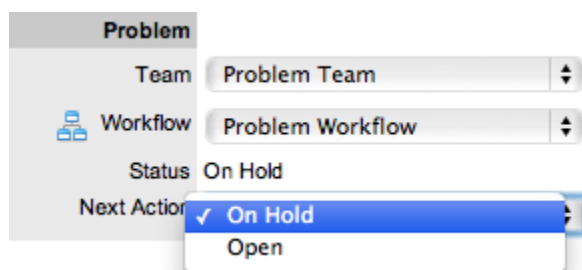 Problem
Team Problem Team
Workflow Problem Workflow
Status On Hold
Next Action ✓ On Hold
Open